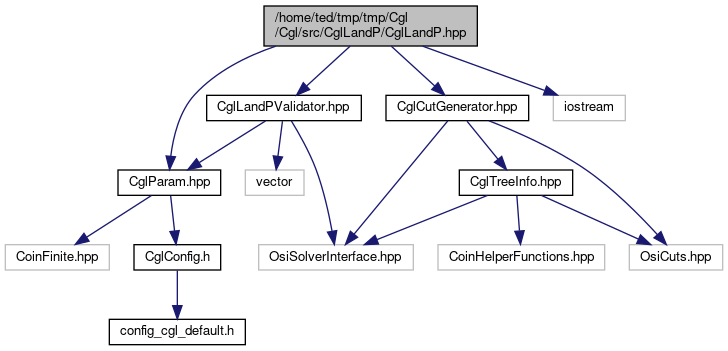 /home/ted/tmp/tmp/Cgl
/Cgl/src/CglLandP/CglLandP.hpp
CglLandPValidator.hpp
CglCutGenerator.hpp
iostream
CglParam.hpp
vector
CglTreeInfo.hpp
CoinFinite.hpp
CglConfig.h
OsiSolverInterface.hpp
CoinHelperFunctions.hpp
OsiCuts.hpp
config_cgl_default.h